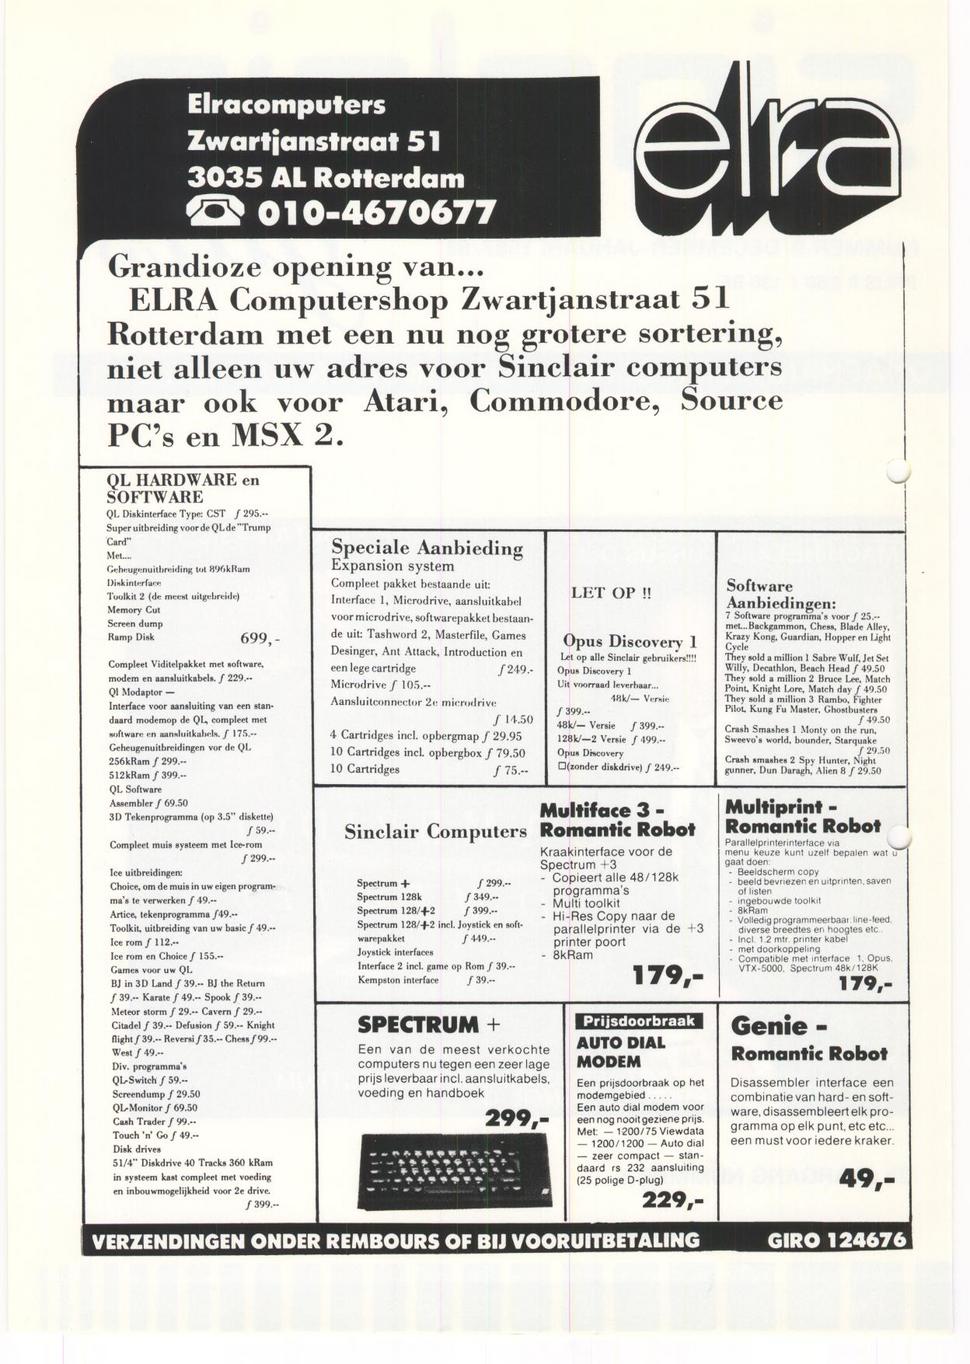 Elracomputers
Zwartjanstraat 51
3035 AL Rotterdam
☎ 010-4670677
elra
Grandioze opening van...
ELRA Computershop Zwartjanstraat 51
Rotterdam met een nu nog grotere sortering,
niet alleen uw adres voor Sinclair computers
maar ook voor Atari, Commodore, Source
PC's en MSX 2.
QL HARDWARE en
SOFTWARE
QL Diskinterface Type: CST ƒ 295.--
Super uitbreiding voor de QL de "Trump
Card"
Met....
Geheugenuitbreiding tot 896kRam
Diskinterface
Toolkit 2 (de meest uitgebreide)
Memory Cut
Screen dump
Ramp Disk 699,-
Compleet Viditelpakket met software,
modem en aansluitkabels. ƒ 229.--
Ql Modaptor —
Interface voor aansluiting van een stan-
daard modemop de QL, compleet met
software en aansluitkabels. ƒ 175.--
Geheugenuitbreidingen vor de QL
256kRam ƒ 299.--
512kRam ƒ 399.--
QL Software
Assembler ƒ 69.50
3D Tekenprogramma (op 3.5" diskette)
ƒ 59.--
Compleet muis systeem met Ice-rom
ƒ 299.--
Ice uitbreidingen:
Choice, om de muis in uw eigen program-
ma's te verwerken ƒ 49.--
Artice, tekenprogramma ƒ49.--
Toolkit, uitbreiding van uw basic ƒ 49.--
Ice rom ƒ 112.--
Ice rom en Choice ƒ 155.--
Games voor uw QL
BJ in 3D Land ƒ 39.-- BJ the Return
ƒ 39.-- Karate ƒ 49.-- Spook ƒ 39.--
Meteor storm ƒ 29.-- Cavern ƒ 29.--
Citadel ƒ 39.-- Defusion ƒ 59.-- Knight
flight ƒ 39.-- Reversi ƒ 35.-- Chess ƒ 99.--
West ƒ 49.--
Div. programma's
QL-Switch ƒ 59.--
Screendump ƒ 29.50
QL-Monitor ƒ 69.50
Cash Trader ƒ 99.--
Touch 'n' Go ƒ 49.--
Disk drives
51/4" Diskdrive 40 Tracks 360 kRam
in systeem kast compleet met voeding
en inbouwmogelijkheid voor 2e drive.
ƒ 399.--
Speciale Aanbieding
Expansion system
Compleet pakket bestaande uit:
Interface 1, Microdrive, aansluitkabel
voor microdrive, softwarepakket bestaan-
de uit: Tashword 2, Masterfile, Games
Desinger, Ant Attack, Introduction en
een lege cartridge ƒ249.-
Microdrive ƒ 105.--
Aansluitconnector 2e microdrive
ƒ 14.50
4 Cartridges incl. opbergmap ƒ 29.95
10 Cartridges incl. opbergbox ƒ 79.50
10 Cartridges ƒ 75.--
LET OP !!
Opus Discovery 1
Let op alle Sinclair gebruikers!!!!
Opus Discovery 1
Uit voorraad leverbaar...
48k/— Versie
ƒ 399.--
48k/— Versie ƒ 399.--
128k/—2 Versie ƒ 499.--
Opus Discovery
☐(zonder diskdrive) ƒ 249.--
Software
Aanbiedingen:
7 Software programma's voor ƒ 25.--
met...Backgammon, Chess, Blade Alley,
Krazy Kong, Guardian, Hopper en Light
Cycle
They sold a million 1 Sabre Wulf, Jet Set
Willy, Decathlon, Beach Head ƒ 49.50
They sold a million 2 Bruce Lee, Match
Point, Knight Lore, Match day ƒ 49.50
They sold a million 3 Rambo, Fighter
Pilot, Kung Fu Master, Ghostbusters
ƒ 49.50
Crash Smashes 1 Monty on the run,
Sweevo's world, bounder, Starquake
ƒ 29.50
Crash smashes 2 Spy Hunter, Night
gunner, Dun Daragh, Alien 8 ƒ 29.50
Sinclair Computers
Spectrum + ƒ 299.--
Spectrum 128k ƒ 349.--
Spectrum 128/+2 ƒ 399.--
Spectrum 128/+2 incl. Joystick en soft-
warepakket ƒ 449.--
Joystick interfaces
Interface 2 incl. game op Rom ƒ 39.--
Kempston interface ƒ 39.--
Multiface 3 -
Romantic Robot
Kraakinterface voor de
Spectrum +3
- Copieert alle 48/128k
programma's
- Multi toolkit
- Hi-Res Copy naar de
parallelprinter via de +3
printer poort
- 8kRam
179,-
Multiprint -
Romantic Robot
Parallelprinterinterface via
menu keuze kunt uzelf bepalen wat u
gaat doen:
- Beeldscherm copy
- beeld bevriezen en uitprinten, saven
of listen
- ingebouwde toolkit
- 8kRam
- Volledig programmeerbaar: line-feed,
diverse breedtes en hoogtes etc..
- Incl. 1.2 mtr. printer kabel
- met doorkoppeling
- Compatible met interface 1, Opus,
VTX-5000, Spectrum 48k/128K
179,-
SPECTRUM +
Een van de meest verkochte
computers nu tegen een zeer lage
prijs leverbaar incl. aansluitkabels,
voeding en handboek
299,-
Prijsdoorbraak
AUTO DIAL
MODEM
Een prijsdoorbraak op het
modemgebied . . . . .
Een auto dial modem voor
een nog nooit geziene prijs.
Met: — 1200/75 Viewdata
— 1200/1200 — Auto dial
— zeer compact — stan-
daard rs 232 aansluiting
(25 polige D-plug)
229,-
Genie -
Romantic Robot
Disassembler interface een
combinatie van hard- en soft-
ware, disassembleert elk pro-
gramma op elk punt, etc etc...
een must voor iedere kraker.
49,-
VERZENDINGEN ONDER REMBOURS OF BIJ VOORUITBETALING GIRO 124676